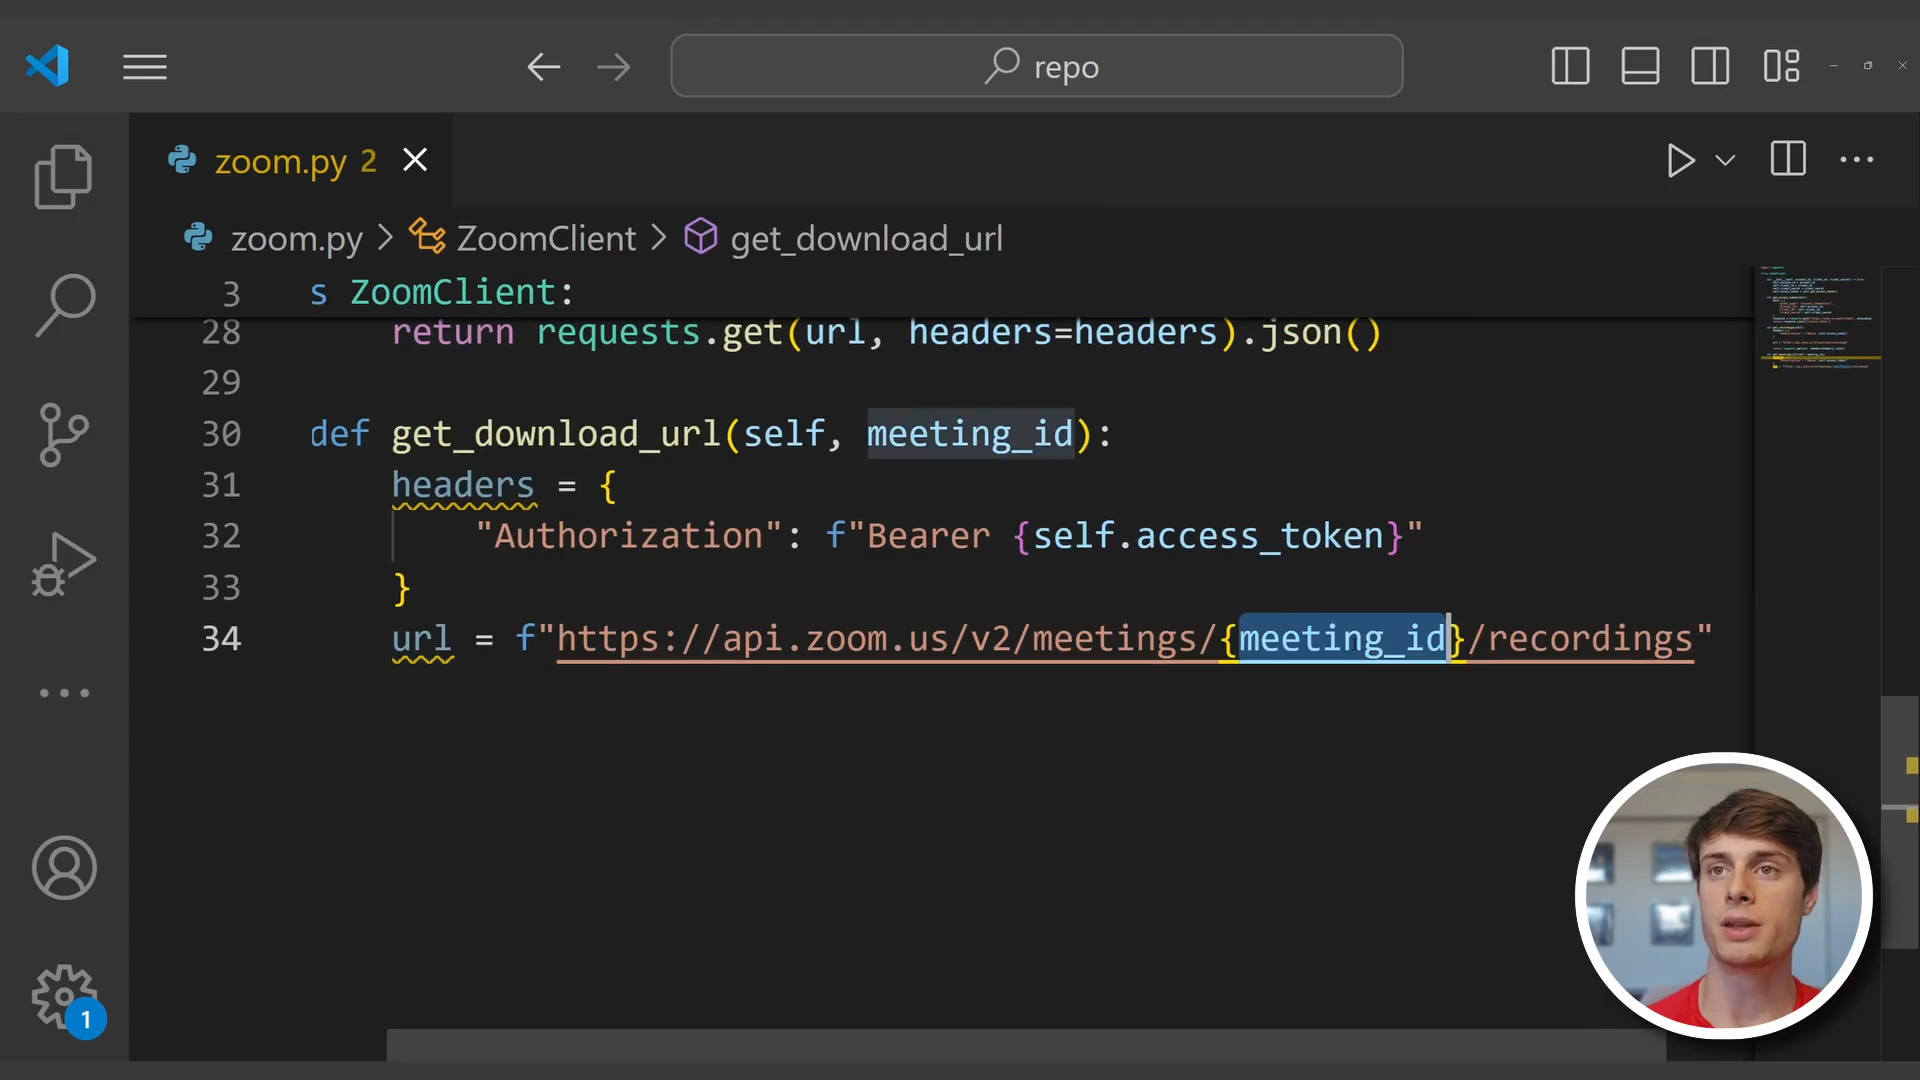 repo
zoom.py 2
zoom.py > ZoomClient > get_download_url
3 s ZoomClient:
28 return requests.get(url, headers=headers).json()
29
30 def get_download_url(self, meeting_id):
31 headers = {
32 "Authorization": f"Bearer {self.access_token}"
33 }
34 url = f"https://api.zoom.us/v2/meetings/{meeting_id}/recordings"
1